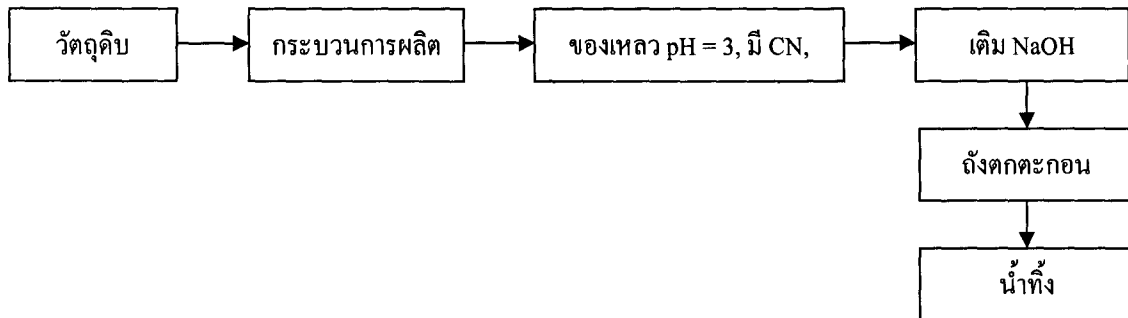 วัตถุดิบ
กระบวนการผลิต
ของเหลว pH = 3, มี CN,
เติม NaOH
ถังตกตะกอน
น้ำทิ้ง